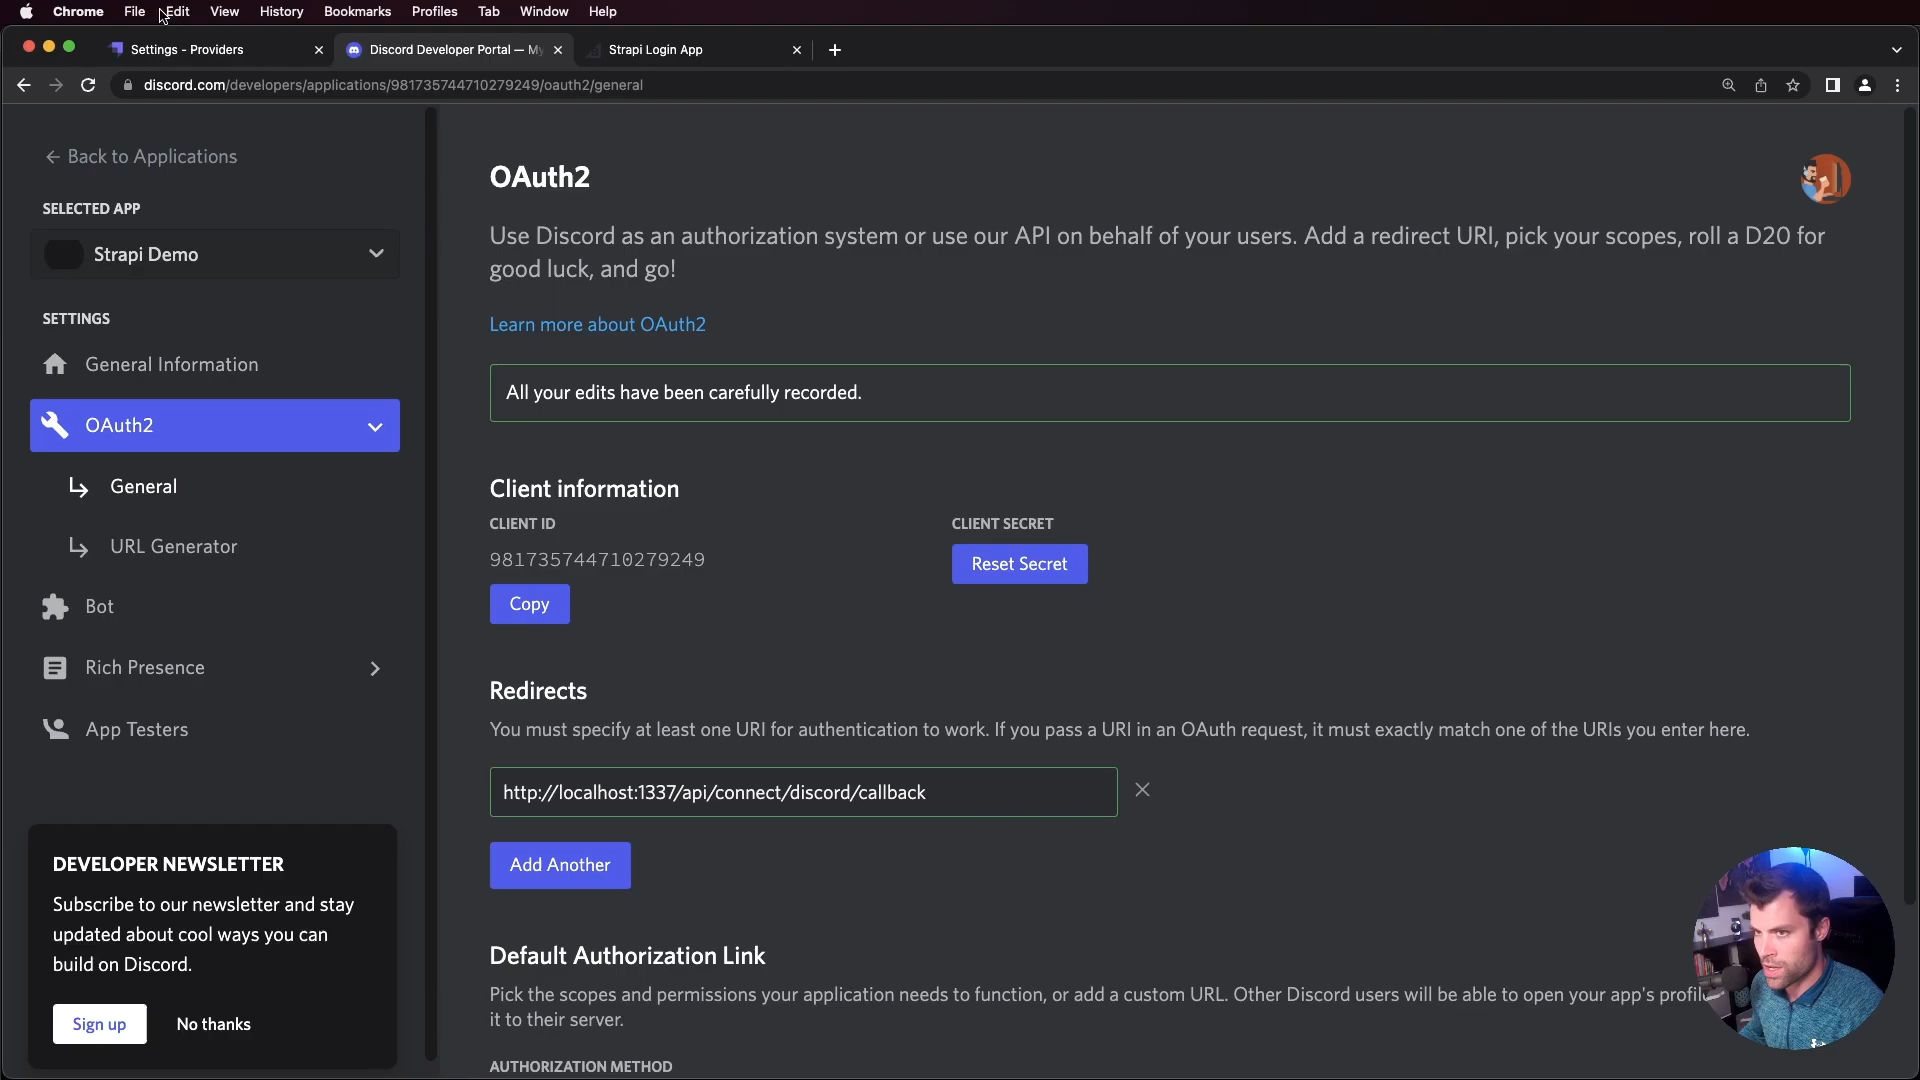 Chrome File Edit View History Bookmarks Profiles Tab Window Help
Settings - Providers
Discord Developer Portal — My
Strapi Login App
discord.com/developers/applications/981735744710279249/oauth2/general
Back to Applications
SELECTED APP
Strapi Demo
SETTINGS
General Information
OAuth2
General
URL Generator
Bot
Rich Presence
App Testers
DEVELOPER NEWSLETTER
Subscribe to our newsletter and stay
updated about cool ways you can
build on Discord.
Sign up
No thanks
OAuth2
Use Discord as an authorization system or use our API on behalf of your users. Add a redirect URI, pick your scopes, roll a D20 for
good luck, and go!
Learn more about OAuth2
All your edits have been carefully recorded.
Client information
CLIENT ID
981735744710279249
Copy
CLIENT SECRET
Reset Secret
Redirects
You must specify at least one URI for authentication to work. If you pass a URI in an OAuth request, it must exactly match one of the URIs you enter here.
http://localhost:1337/api/connect/discord/callback
Add Another
Default Authorization Link
Pick the scopes and permissions your application needs to function, or add a custom URL. Other Discord users will be able to open your app's
it to their server.
AUTHORIZATION METHOD